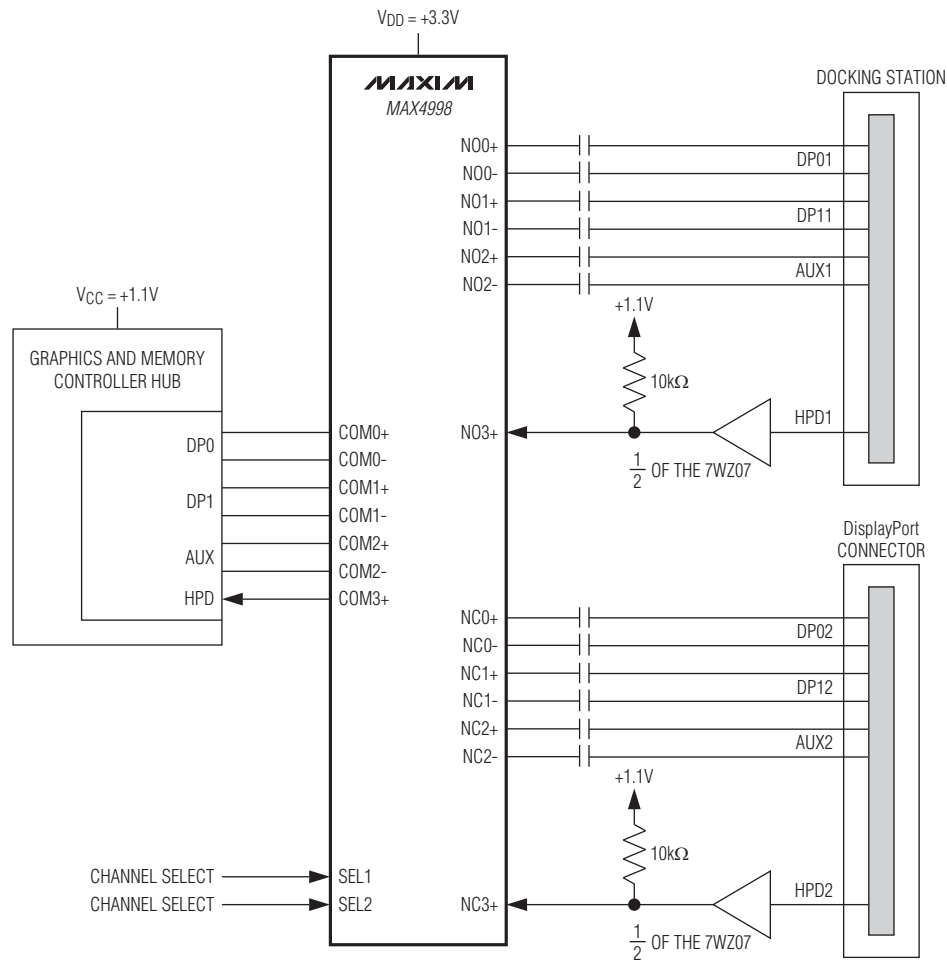 VDD = +3.3V
MAXIM
MAX4998
DOCKING STATION
NO0+
NO0-
NO1+
NO1-
NO2+
NO2-
DP01
DP11
AUX1
+1.1V
10kΩ
NO3+
HPD1
1/2 OF THE 7WZ07
VCC = +1.1V
GRAPHICS AND MEMORY
CONTROLLER HUB
DP0
DP1
AUX
HPD
COM0+
COM0-
COM1+
COM1-
COM2+
COM2-
COM3+
DisplayPort
CONNECTOR
NC0+
NC0-
NC1+
NC1-
NC2+
NC2-
DP02
DP12
AUX2
+1.1V
10kΩ
CHANNEL SELECT
CHANNEL SELECT
SEL1
SEL2
NC3+
HPD2
1/2 OF THE 7WZ07